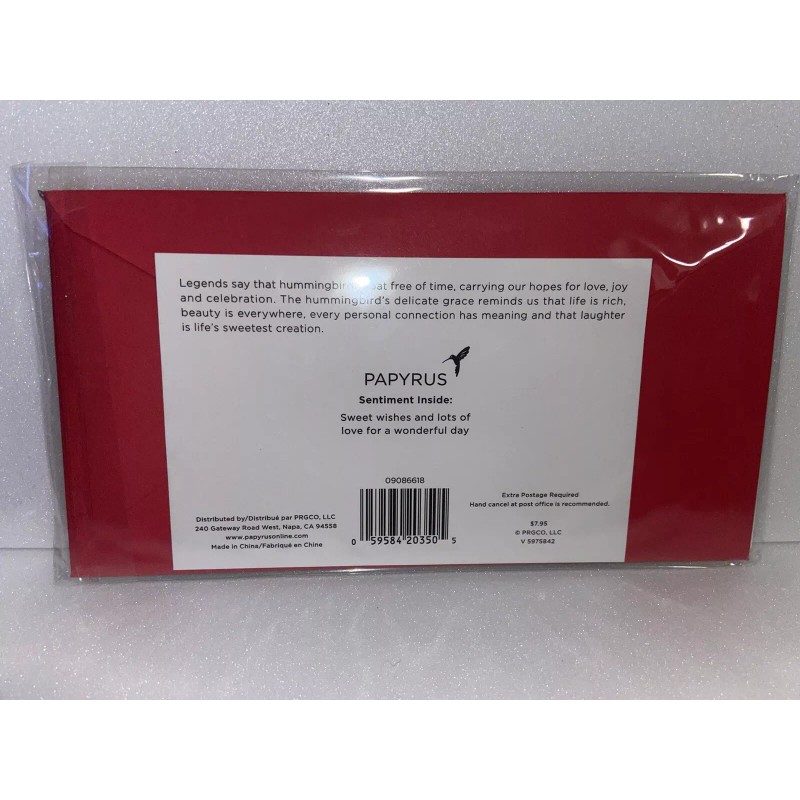 Legends say that hummingbirds free of time, carrying our hopes for love, joy
and celebration. The hummingbird's delicate grace reminds us that life is rich,
beauty is everywhere, every personal connection has meaning and that laughter
is life's sweetest creation.
PAPYRUS
Sentiment Inside:
Sweet wishes and lots of
love for a wonderful day
09086618
0 59584 20350 5
Distributed by/Distribué par PRGCO, LLC
240 Gateway Road West, Napa, CA 94558
www.papyrusonline.com
Made in China/Fabriqué en Chine
Extra Postage Required
Hand cancel at post office is recommended.
$7.95
© PRGCO, LLC
V 5975842